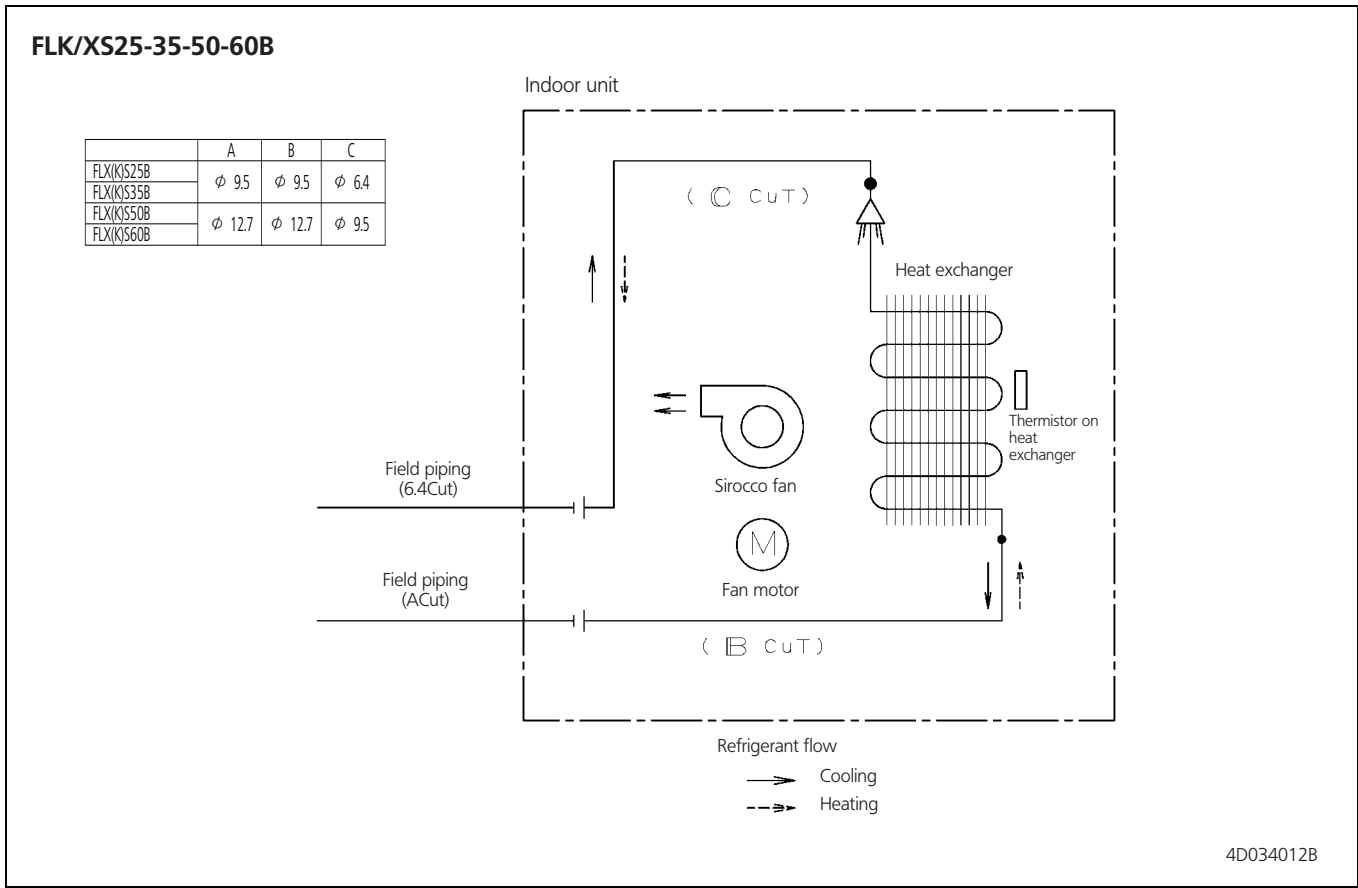 FLK/XS25-35-50-60B
Indoor unit
A B C
FLX(K)S25B
FLX(K)S35B
ϕ 9.5 ϕ 9.5 ϕ 6.4
FLX(K)S50B
FLX(K)S60B
ϕ 12.7 ϕ 12.7 ϕ 9.5
( C CuT)
Heat exchanger
Thermistor on
heat
exchanger
Sirocco fan
Field piping
(6.4Cut)
M
Fan motor
Field piping
(ACut)
( B CuT)
Refrigerant flow
Cooling
Heating
4D034012B